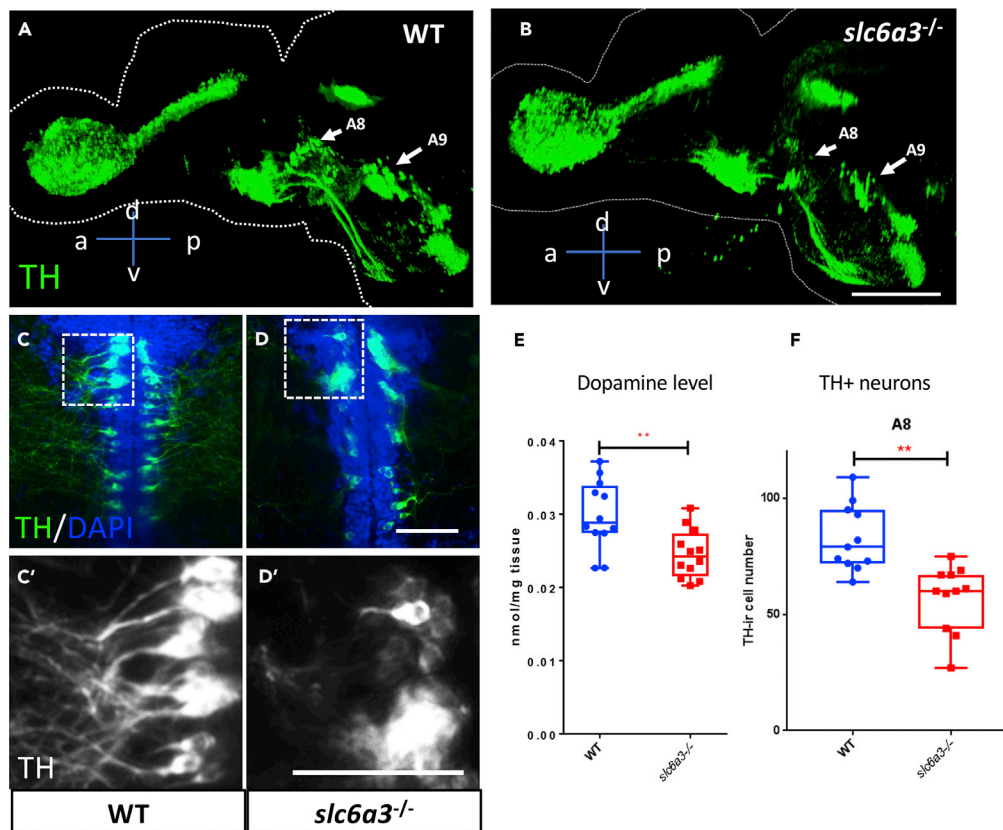 A
WT
A8
A9
d
a
p
v
TH
B
slc6a3-/-
A8
A9
d
a
p
v
C
TH/DAPI
D
C'
TH
D'
WT
slc6a3-/-
E
Dopamine level
**
0.04
0.03
0.02
0.01
0.00
nmol/mg tissue
WT
slc6a3-/-
F
TH+ neurons
A8
**
100
50
0
TH-ir cell number
WT
slc6a3-/-